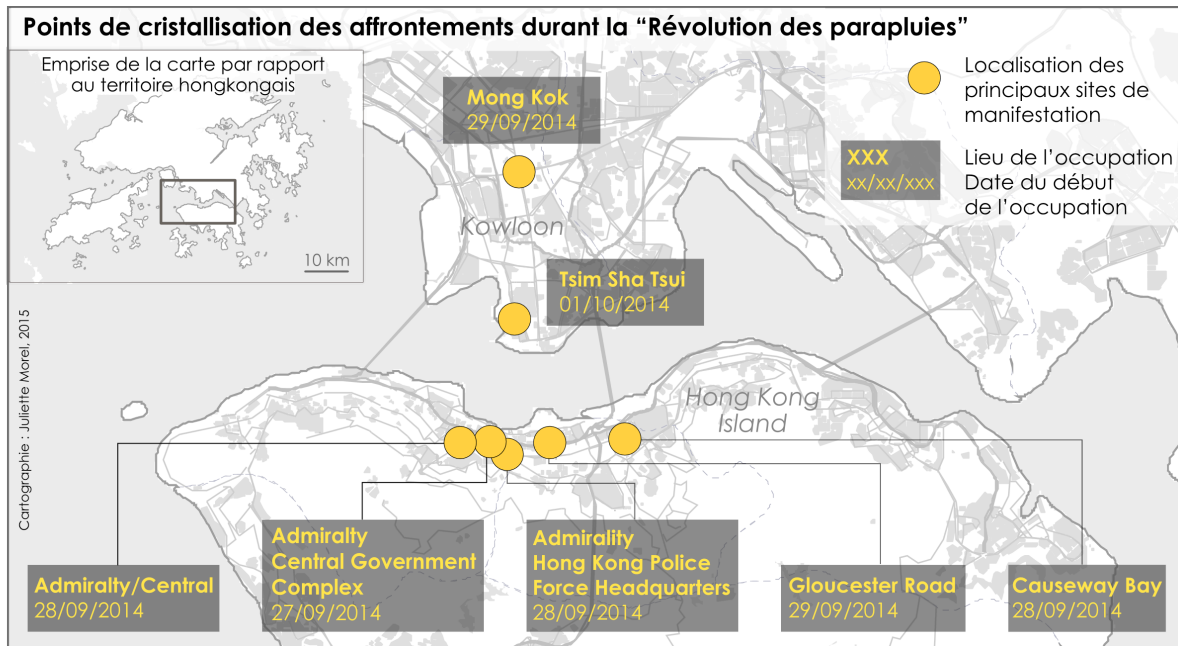 Points de cristallisation des affrontements durant la “Révolution des parapluies”
Emprise de la carte par rapport
au territoire hongkongais
10 km
Mong Kok
29/09/2014
Localisation des
principaux sites de
manifestation
XXX
xx/xx/xxx
Lieu de l’occupation
Date du début
de l’occupation
Kowloon
Tsim Sha Tsui
01/10/2014
Hong Kong
Island
Cartographie : Juliette Morel, 2015
Admiralty/Central
28/09/2014
Admiralty
Central Government
Complex
27/09/2014
Admirality
Hong Kong Police
Force Headquarters
28/09/2014
Gloucester Road
29/09/2014
Causeway Bay
28/09/2014